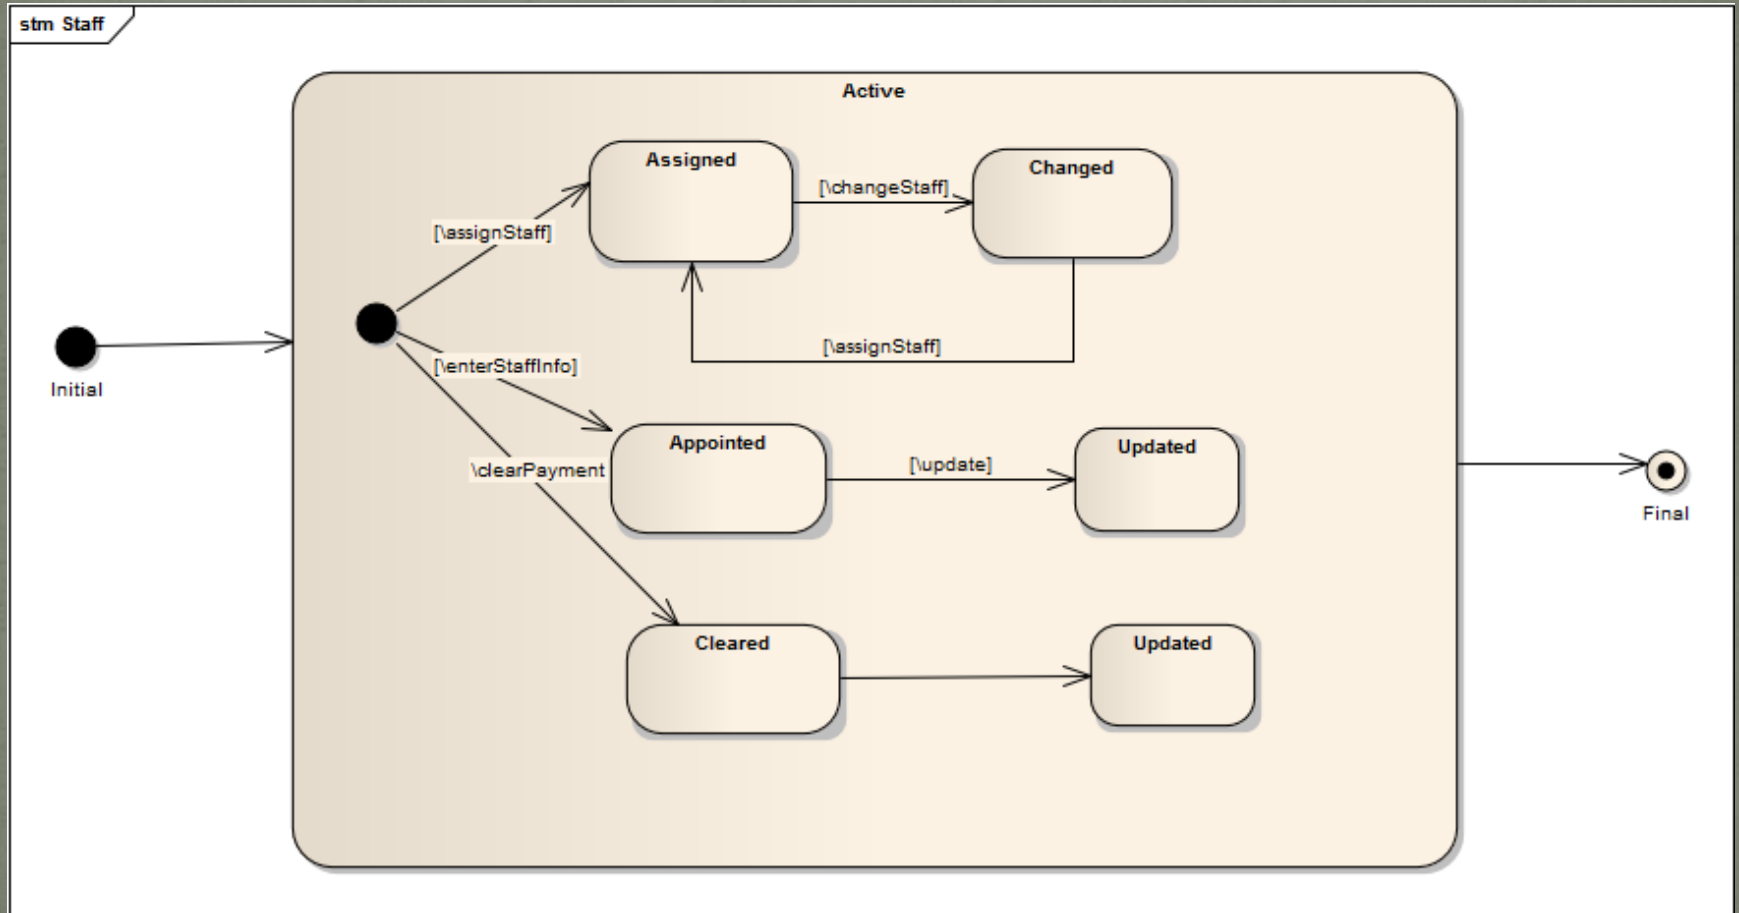 stm Staff
Active
Assigned
Changed
[\changeStaff]
[\assignStaff]
[\assignStaff]
Initial
[\enterStaffInfo]
Appointed
Updated
[\update]
\clearPayment
Final
Cleared
Updated